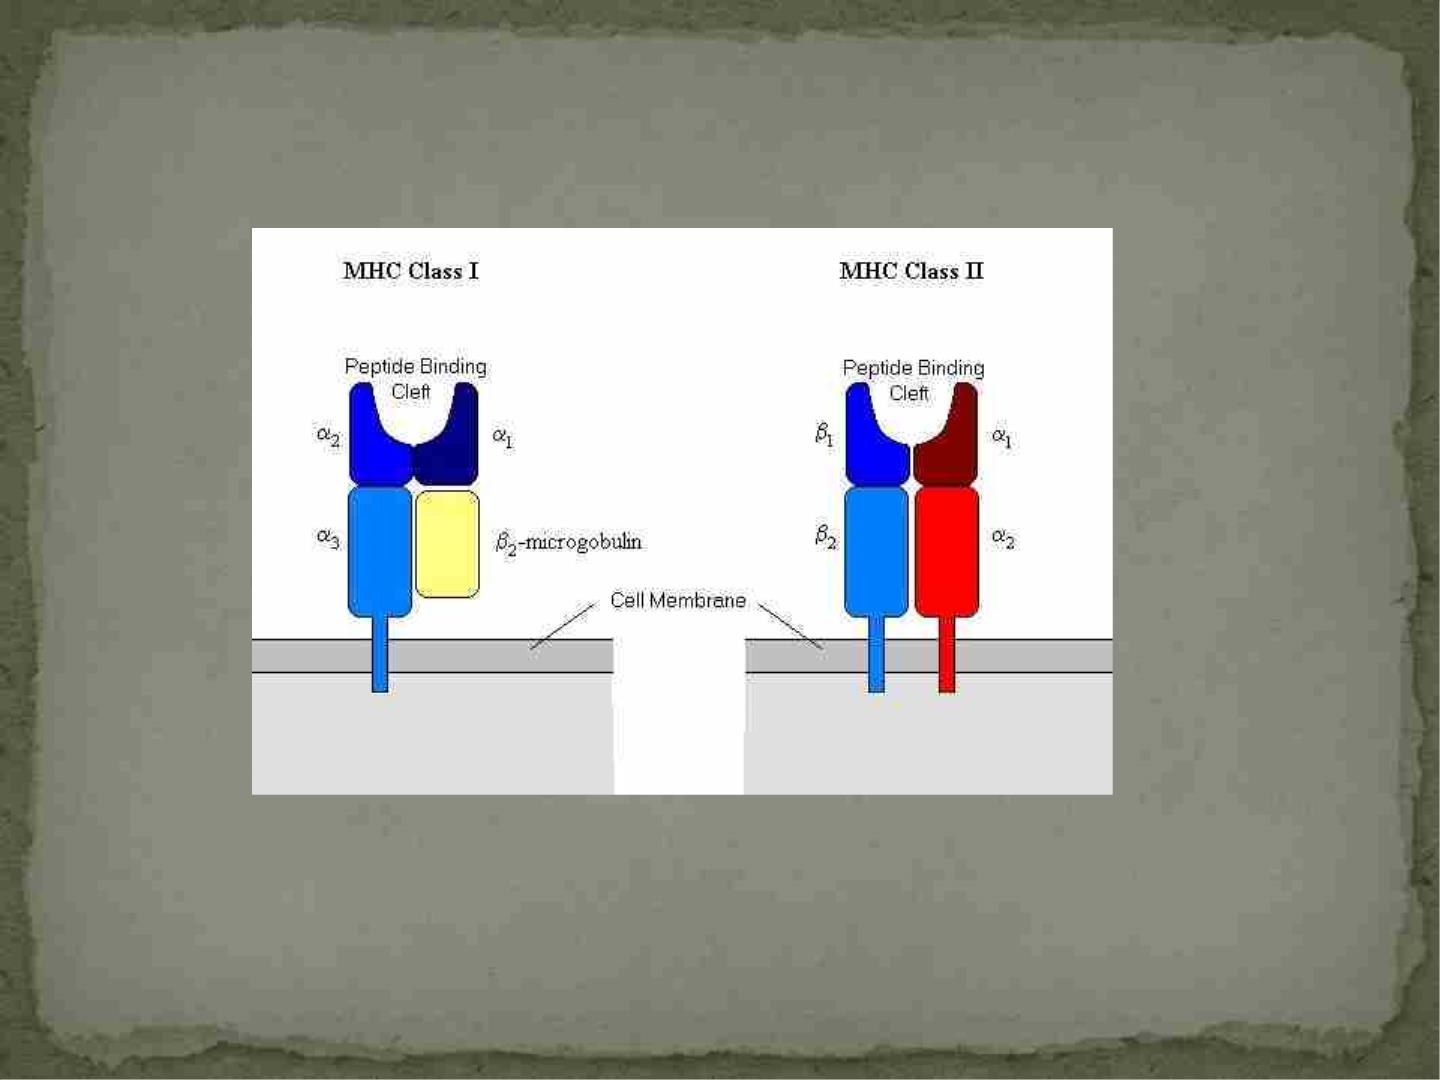 MHC Class I
MHC Class II
Peptide Binding
Cleft
Peptide Binding
Cleft
α2
α1
β1
α1
α3
β2-microgobulin
β2
α2
Cell Membrane